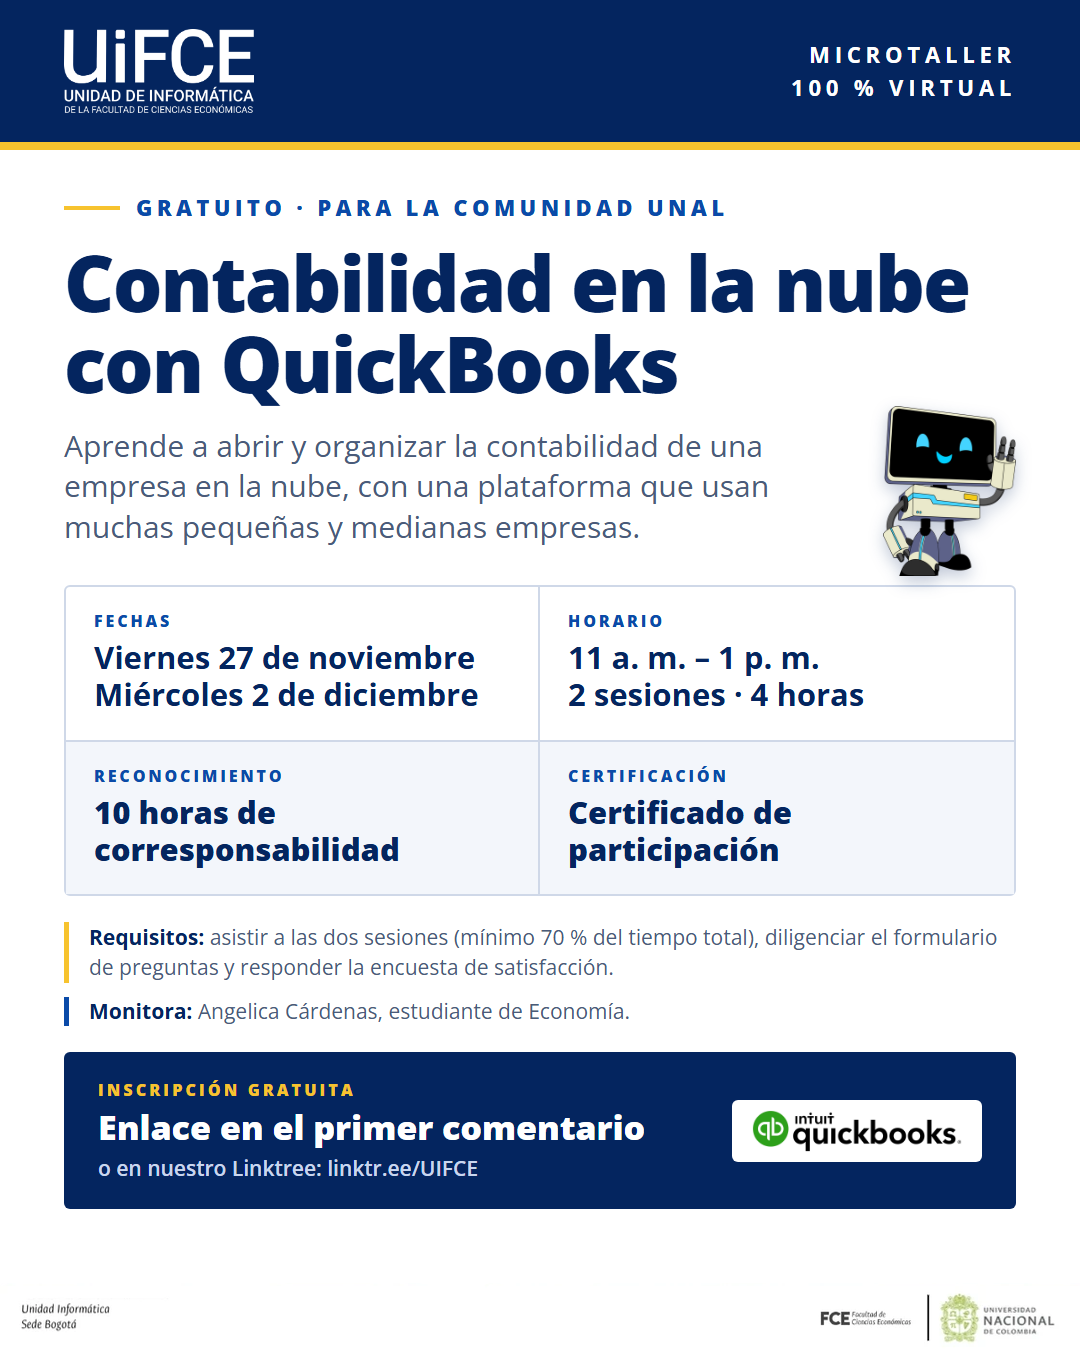 UiFCE
UNIDAD DE INFORMÁTICA
DE LA FACULTAD DE CIENCIAS ECONÓMICAS
MICROTALLER
100 % VIRTUAL
GRATUITO · PARA LA COMUNIDAD UNAL
Contabilidad en la nube
con QuickBooks
Aprende a abrir y organizar la contabilidad de una
empresa en la nube, con una plataforma que usan
muchas pequeñas y medianas empresas.
FECHAS
Viernes 27 de noviembre
Miércoles 2 de diciembre
HORARIO
11 a. m. – 1 p. m.
2 sesiones · 4 horas
RECONOCIMIENTO
10 horas de
corresponsabilidad
CERTIFICACIÓN
Certificado de
participación
Requisitos: asistir a las dos sesiones (mínimo 70 % del tiempo total), diligenciar el formulario
de preguntas y responder la encuesta de satisfacción.
Monitora: Angelica Cárdenas, estudiante de Economía.
INSCRIPCIÓN GRATUITA
Enlace en el primer comentario
o en nuestro Linktree: linktr.ee/UIFCE
qb
intuit
quickbooks.
Unidad Informática
Sede Bogotá
FCE
Facultad de
Ciencias Económicas
UNIVERSIDAD
NACIONAL
DE COLOMBIA